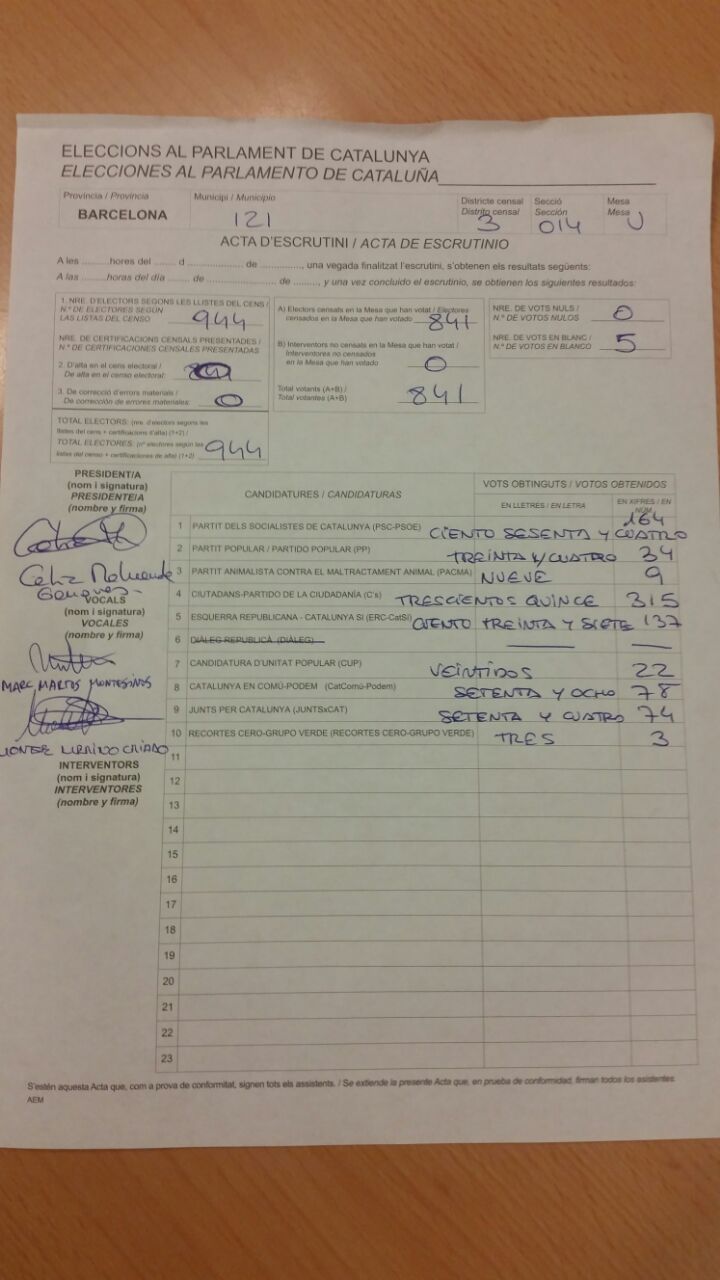 ELECCIONS AL PARLAMENT DE CATALUNYA
ELECCIONES AL PARLAMENTO DE CATALUÑA
Província / Provincia
BARCELONA
Municipi / Municipio
121
Districte censal
Distrito censal
3
Secció
Sección
014
Mesa
Mesa
U
ACTA D'ESCRUTINI / ACTA DE ESCRUTINIO
A les ..........hores del ....... d .................... de .............., una vegada finalitzat l'escrutini, s'obtenen els resultats següents:
A las ..........horas del día ....... de .................... de .........., y una vez concluido el escrutinio, se obtienen los siguientes resultados:
1. NRE. D'ELECTORS SEGONS LES LLISTES DEL CENS /
N.º DE ELECTORES SEGÚN
LAS LISTAS DEL CENSO 944
NRE. DE CERTIFICACIONS CENSALS PRESENTADES /
N.º DE CERTIFICACIONES CENSALES PRESENTADAS
2. D'alta en el cens electoral /
De alta en el censo electoral:
3. De correcció d'errors materials /
De corrección de errores materiales: 0
TOTAL ELECTORS: (nre. d'electors segons les
llistes del cens + certificacions d'alta) (1+2) /
TOTAL ELECTORES: (nº electores según las
listas del censo + certificaciones de alta) (1+2) 944
A) Electors censats en la Mesa que han votat / Electores
censados en la Mesa que han votado 841
B) Interventors no censats en la Mesa que han votat /
Interventores no censados
en la Mesa que han votado 0
Total votants (A+B) /
Total votantes (A+B) 841
NRE. DE VOTS NULS /
N.º DE VOTOS NULOS 0
NRE. DE VOTS EN BLANC /
N.º DE VOTOS EN BLANCO 5
PRESIDENT/A
(nom i signatura)
PRESIDENTE/A
(nombre y firma)
Celia
VOCALS
(nom i signatura)
VOCALES
(nombre y firma)
MARC MARTOS MONTESINOS
CRIADO
INTERVENTORS
(nom i signatura)
INTERVENTORES
(nombre y firma)
CANDIDATURES / CANDIDATURAS
VOTS OBTINGUTS / VOTOS OBTENIDOS
EN LLETRES / EN LETRA
EN XIFRES / EN NÚM.
1 PARTIT DELS SOCIALISTES DE CATALUNYA (PSC-PSOE) CIENTO SESENTA Y CUATRO 164
2 PARTIT POPULAR / PARTIDO POPULAR (PP) TREINTA Y CUATRO 34
3 PARTIT ANIMALISTA CONTRA EL MALTRACTAMENT ANIMAL (PACMA) NUEVE 9
4 CIUTADANS-PARTIDO DE LA CIUDADANÍA (C's) TRESCIENTOS QUINCE 315
5 ESQUERRA REPUBLICANA - CATALUNYA SÍ (ERC-CatSí) CIENTO TREINTA Y SIETE 137
6 DIÀLEG REPUBLICÀ (DIÀLEG)
7 CANDIDATURA D'UNITAT POPULAR (CUP) VEINTIDOS 22
8 CATALUNYA EN COMÚ-PODEM (CatComú-Podem) SETENTA Y OCHO 78
9 JUNTS PER CATALUNYA (JUNTSxCAT) SETENTA Y CUATRO 74
10 RECORTES CERO-GRUPO VERDE (RECORTES CERO-GRUPO VERDE) TRES 3
11
12
13
14
15
16
17
18
19
20
21
22
23
S'estén aquesta Acta que, com a prova de conformitat, signen tots els assistents. / Se extiende la presente Acta que, en prueba de conformidad, firman todos los asistentes.
AEM